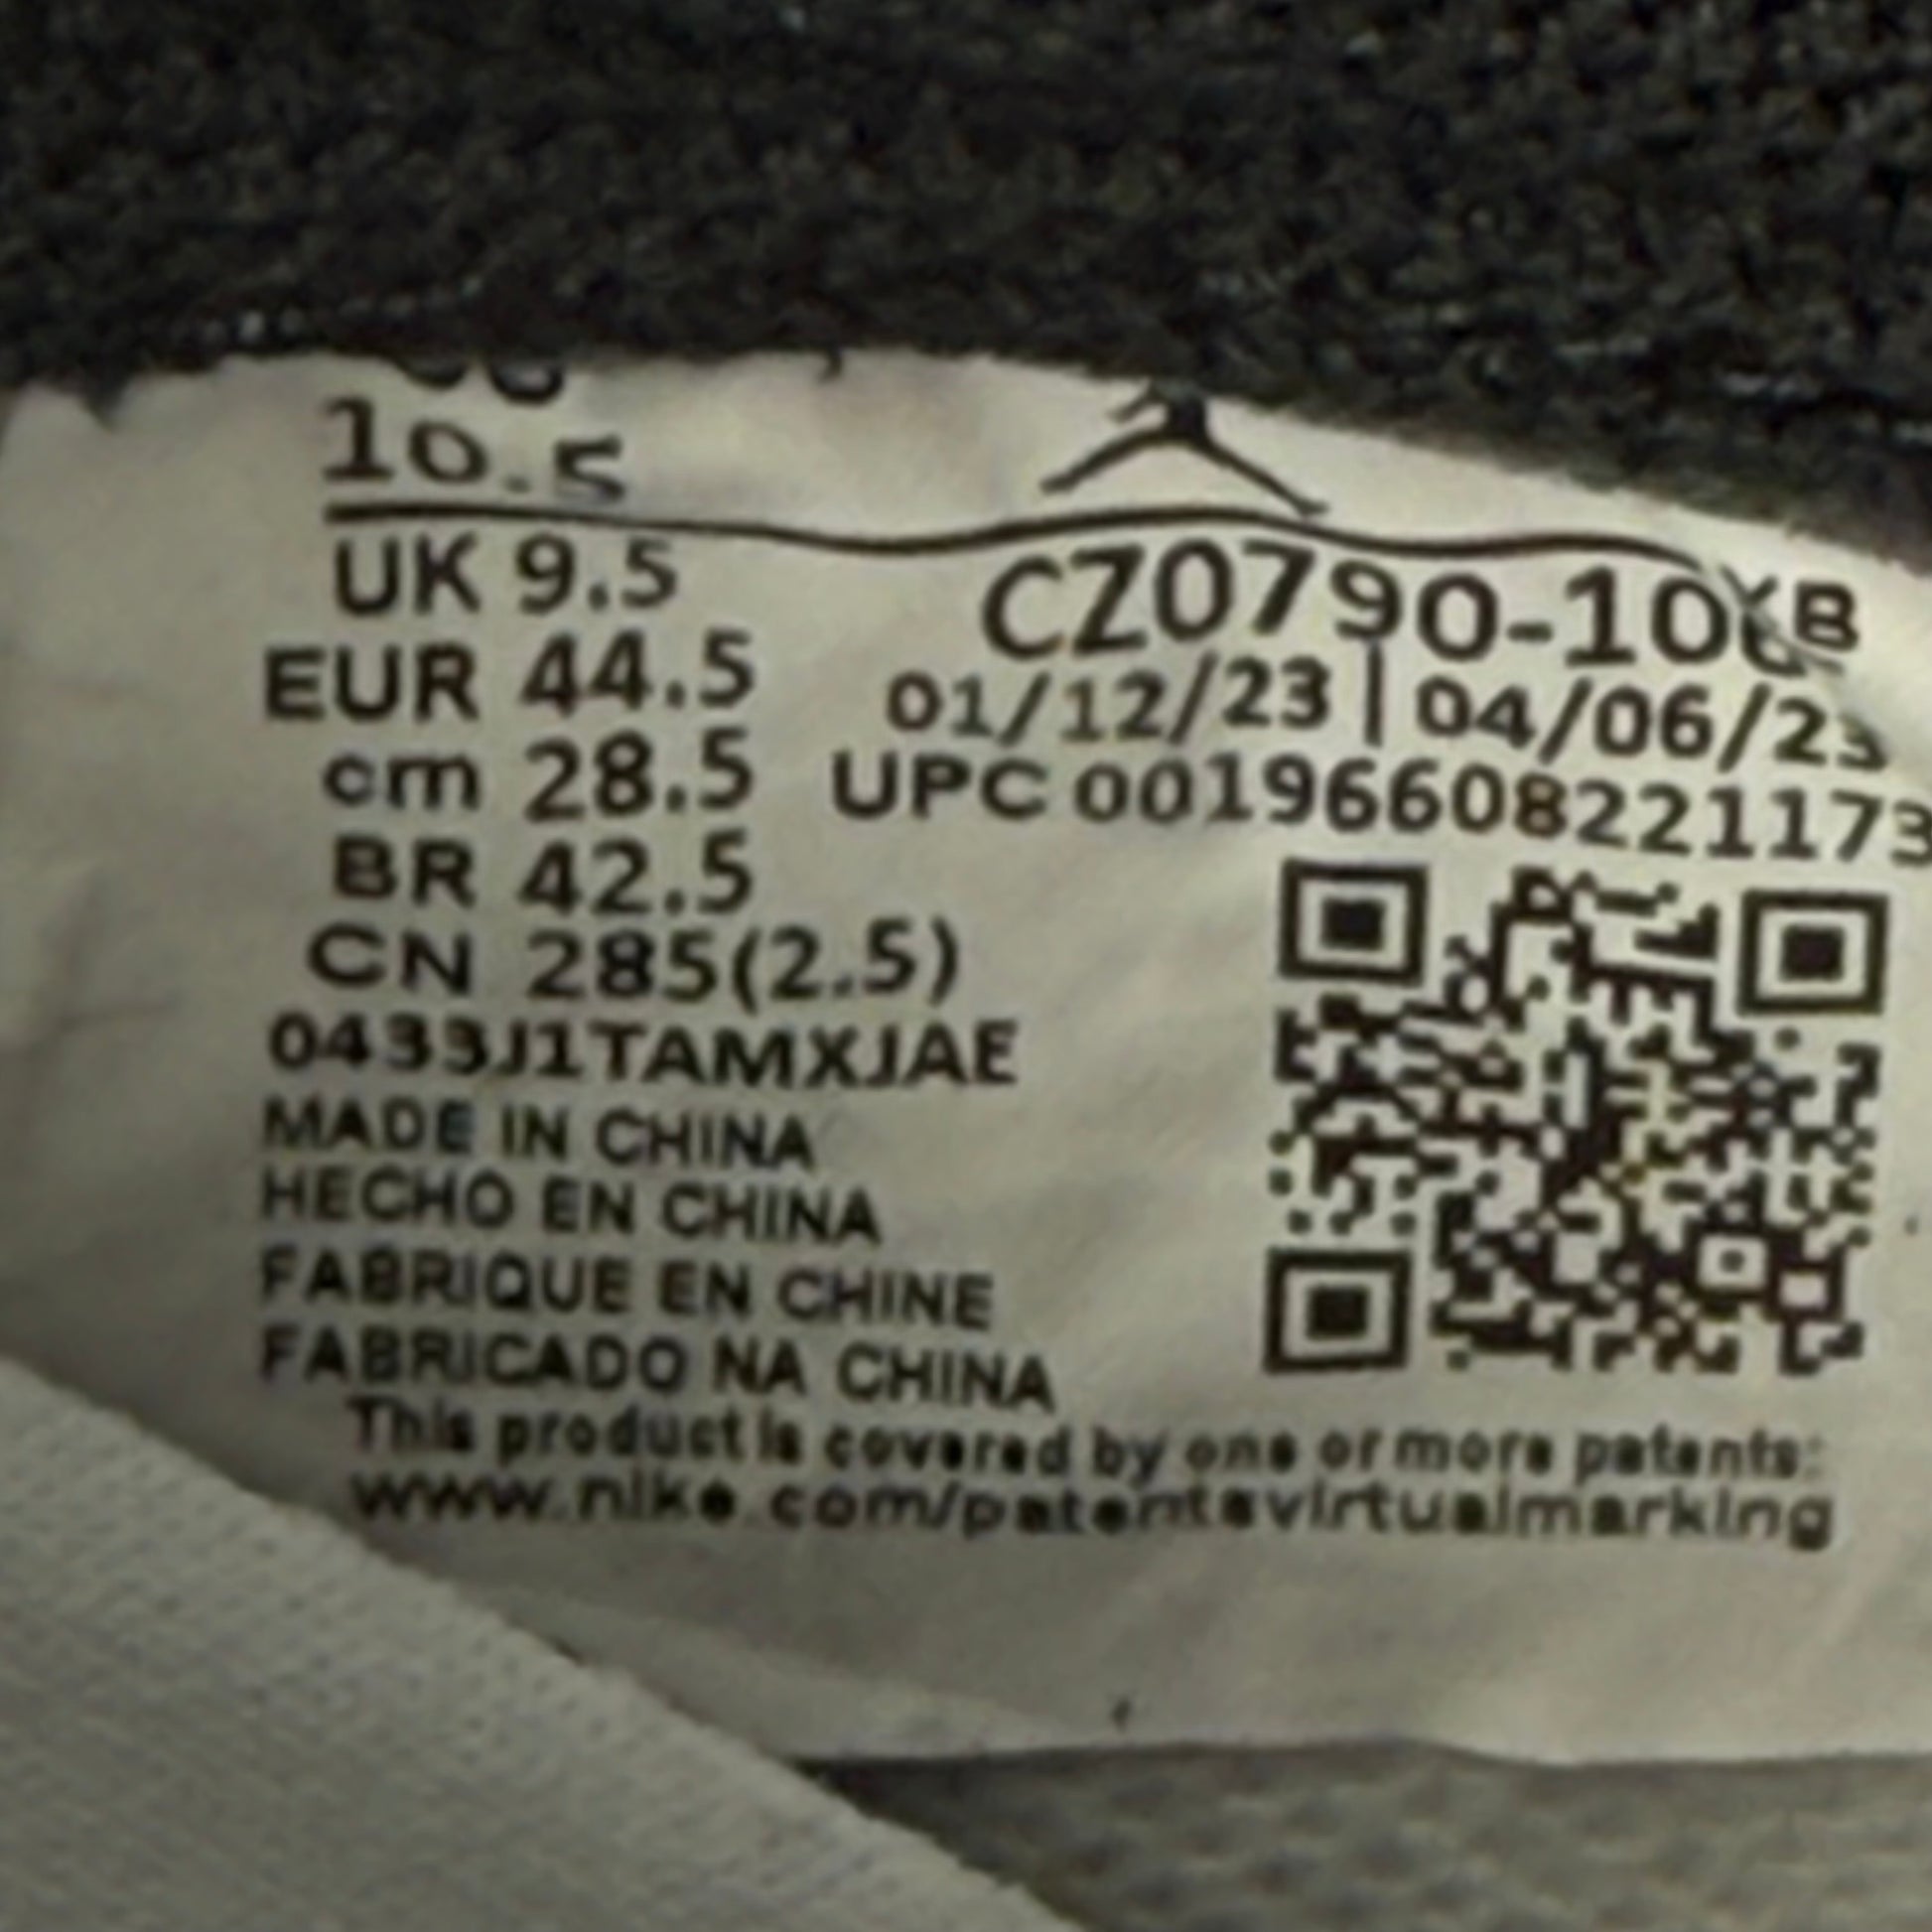 10.5
UK 9.5
EUR 44.5
cm 28.5
BR 42.5
CN 285(2.5)
0433J1TAMXJAE
MADE IN CHINA
HECHO EN CHINA
FABRIQUE EN CHINE
FABRICADO NA CHINA
XB
01/12/23 | 04/06/23
UPC 00196608221173
This product is covered by one or more patents:
www.nike.com/patentsvirtualmarking